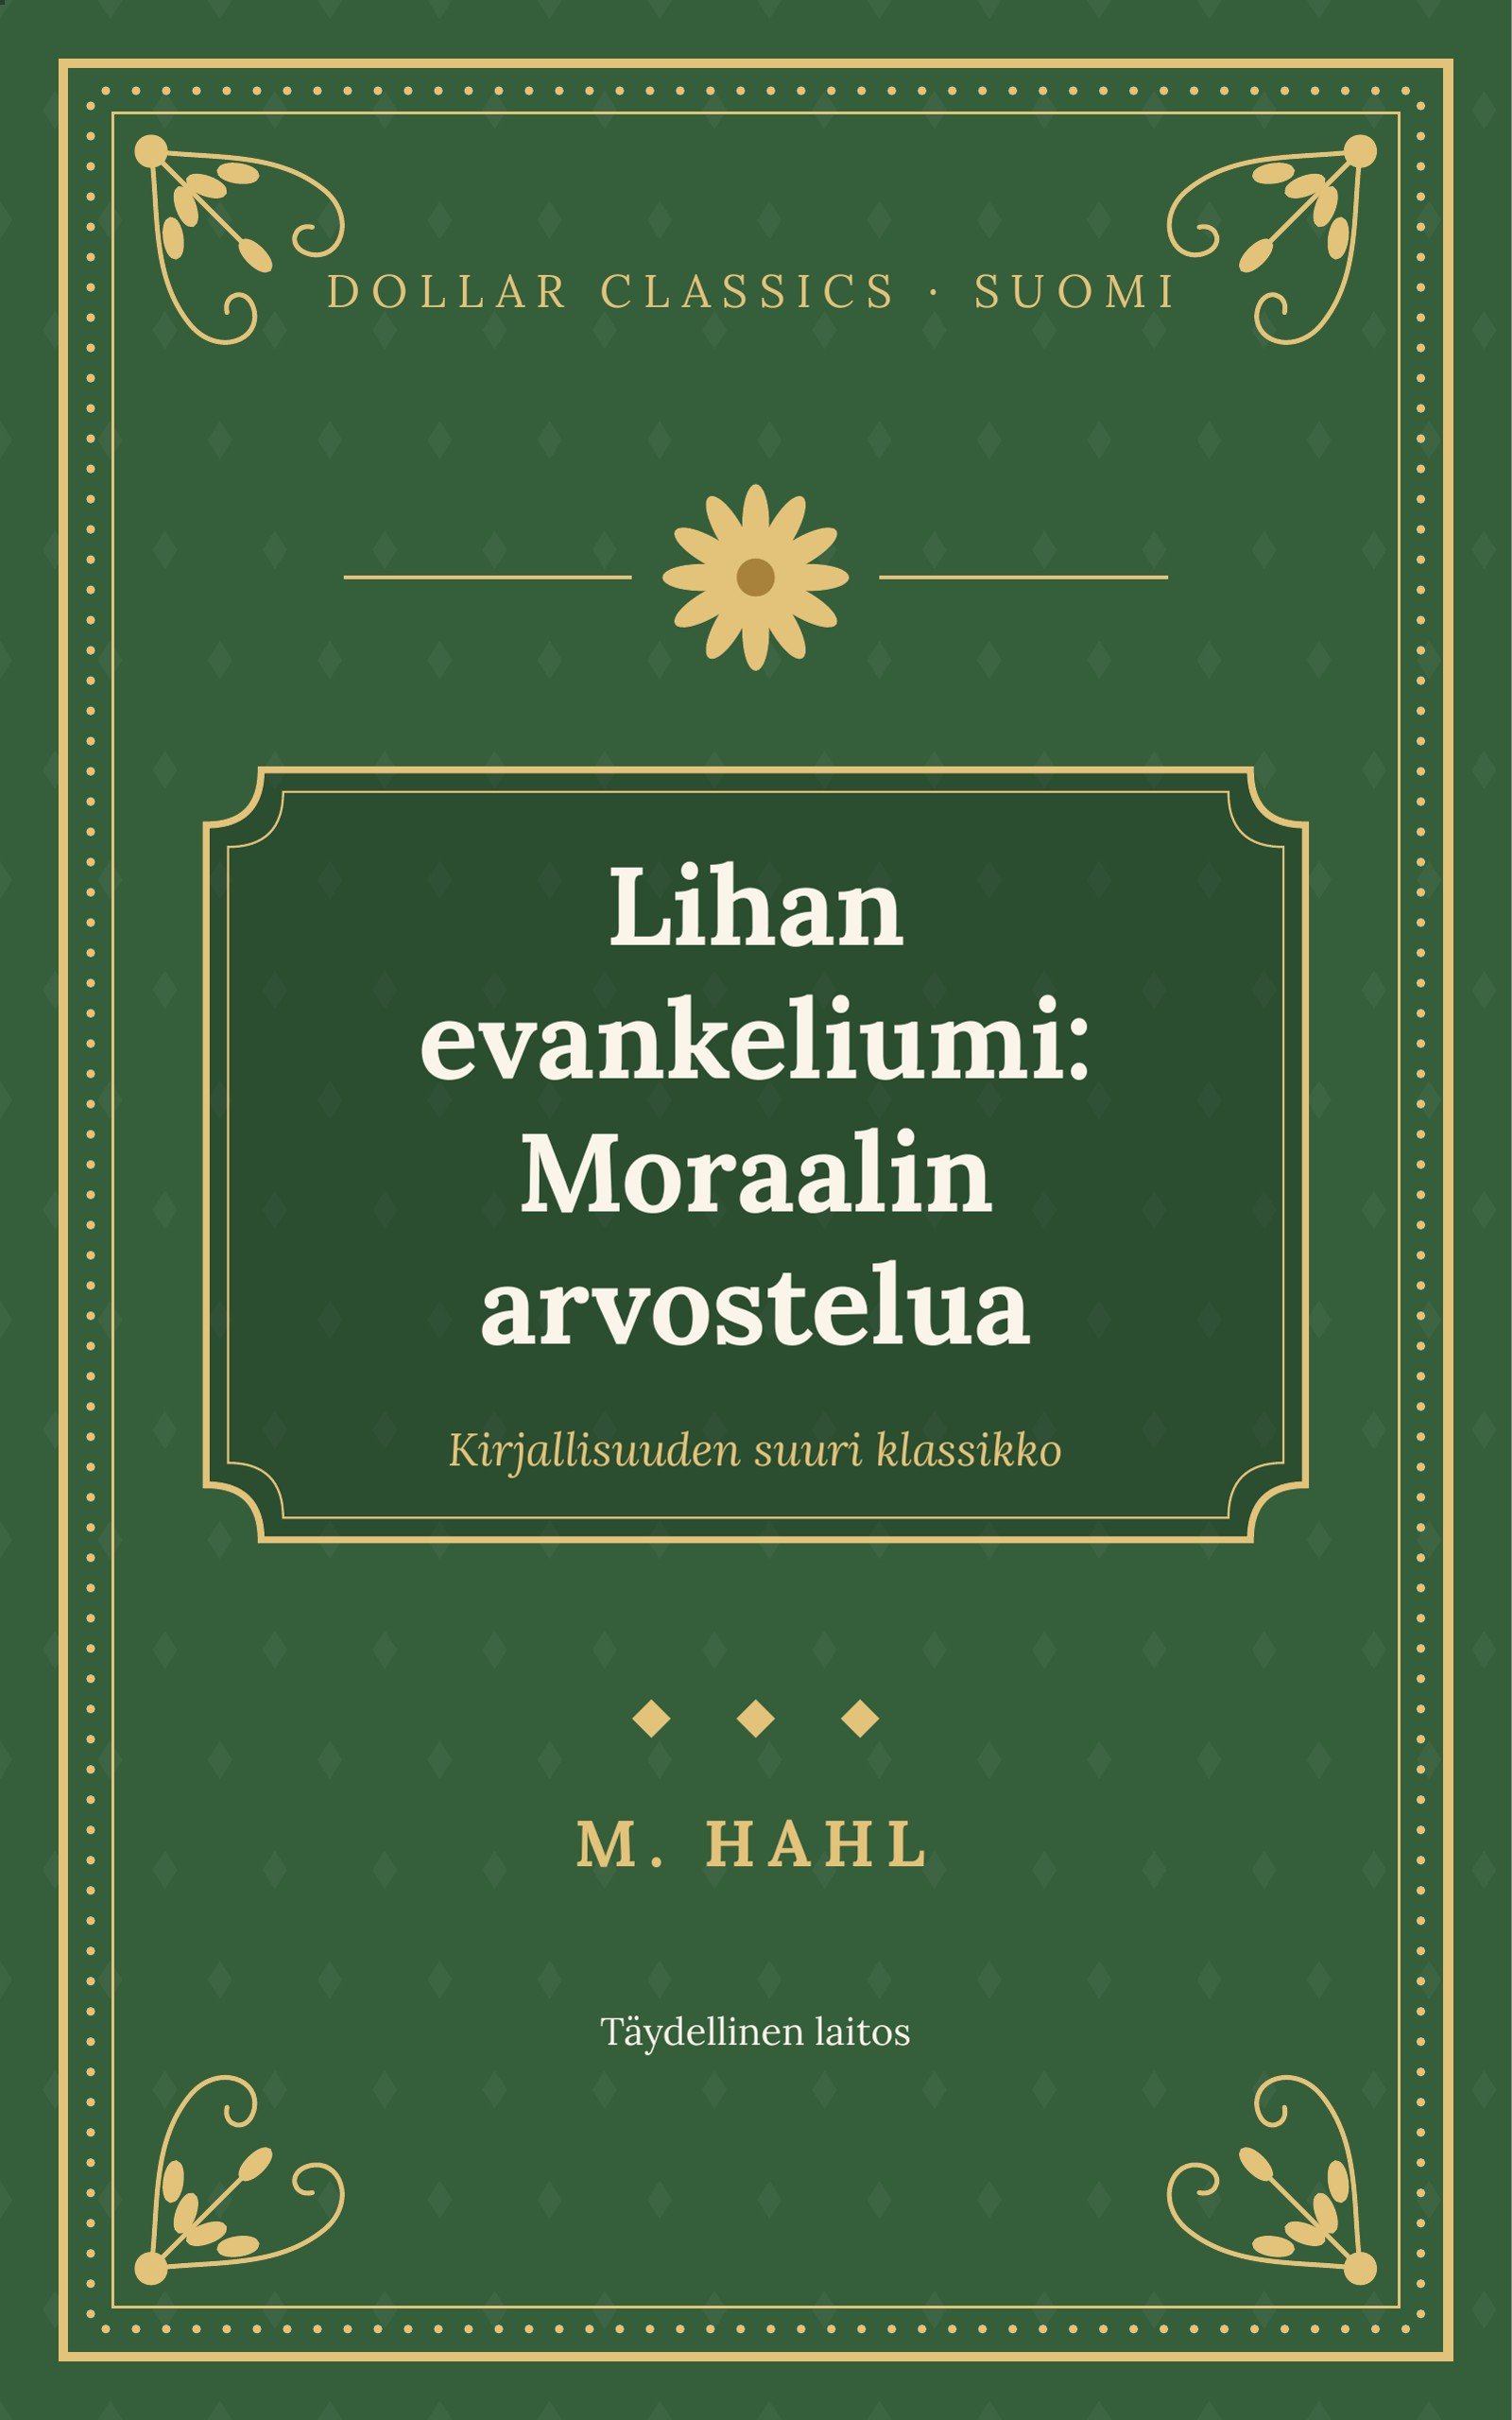 DOLLAR CLASSICS · SUOMI
Lihan
evankeliumi:
Moraalin
arvostelua
Kirjallisuuden suuri klassikko
M. HAHL
Täydellinen laitos